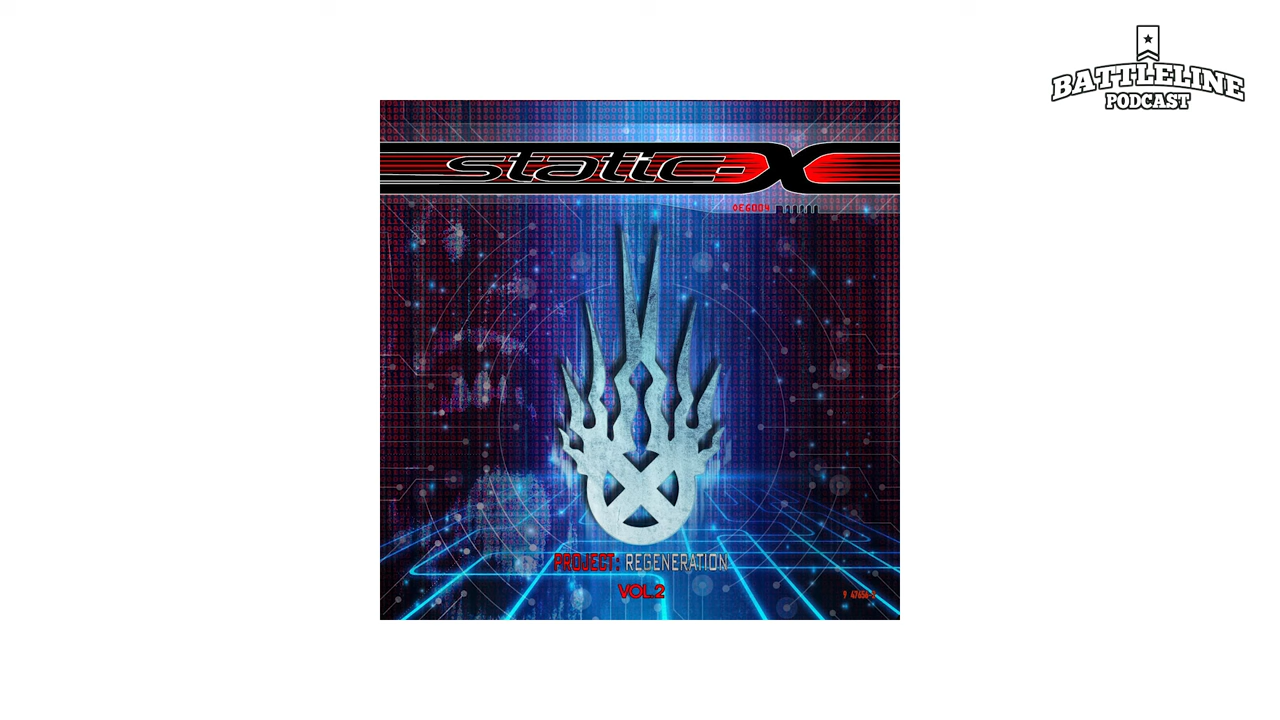 BATTLELINE
PODCAST
static-X
PROJECT: REGENERATION
VOL.2